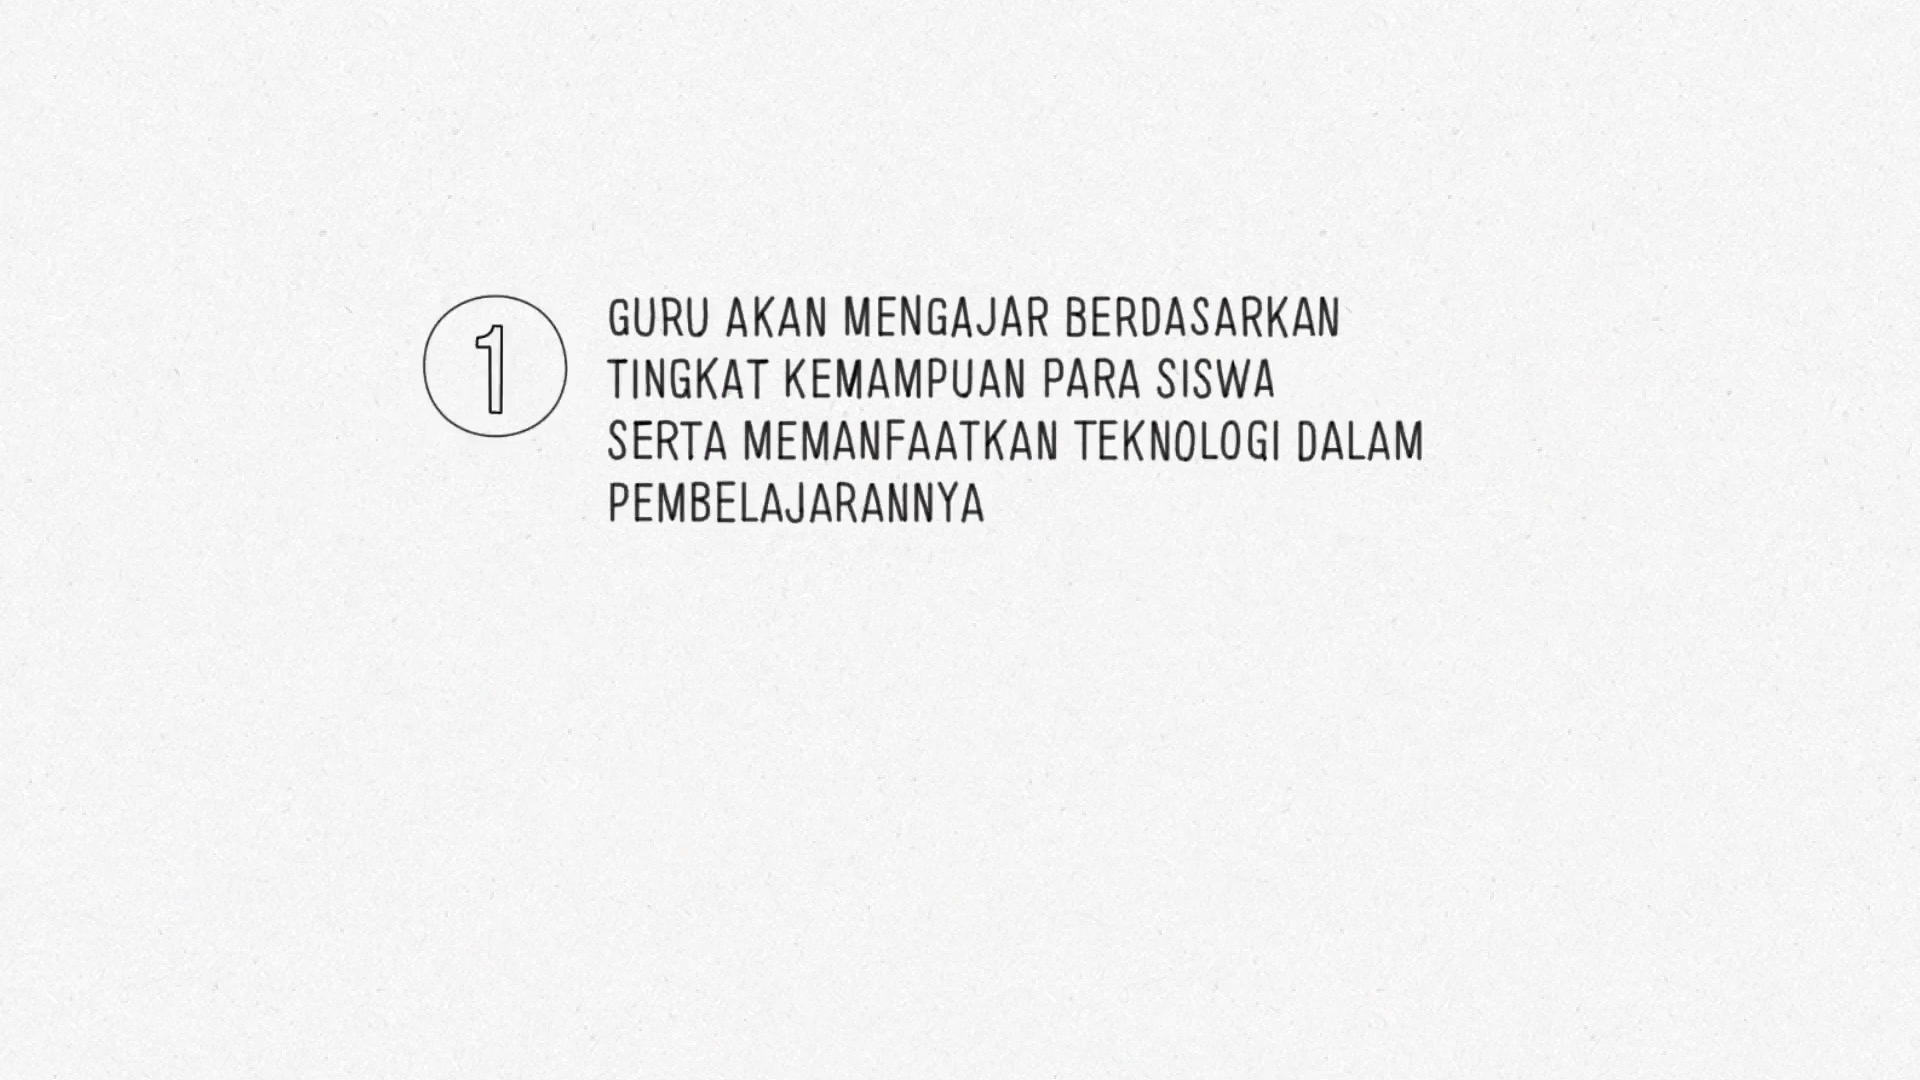 1
GURU AKAN MENGAJAR BERDASARKAN
TINGKAT KEMAMPUAN PARA SISWA
SERTA MEMANFAATKAN TEKNOLOGI DALAM
PEMBELAJARANNYA